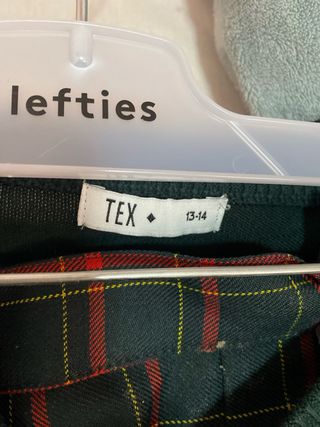 lefties
TEX ◆ 13-14